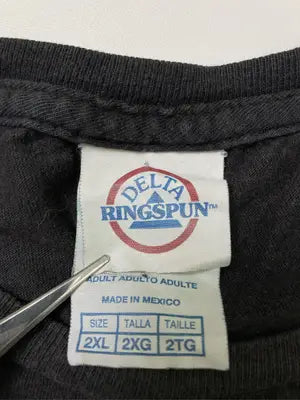 DELTA
RINGSPUN™
ADULT ADULTO ADULTE
MADE IN MEXICO
SIZE TALLA TAILLE
2XL 2XG 2TG